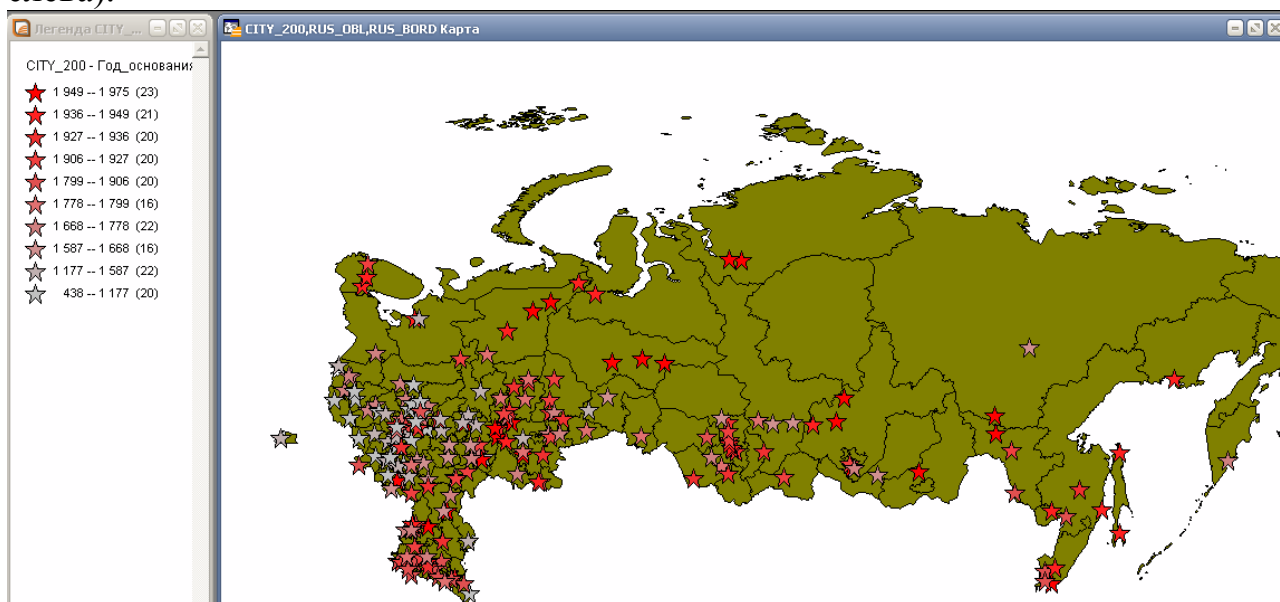 слева).
Легенда CITY_...
CITY_200,RUS_OBL,RUS_BORD Карта
CITY_200 - Год_основания
1 949 -- 1 975 (23)
1 936 -- 1 949 (21)
1 927 -- 1 936 (20)
1 906 -- 1 927 (20)
1 799 -- 1 906 (20)
1 778 -- 1 799 (16)
1 668 -- 1 778 (22)
1 587 -- 1 668 (16)
1 177 -- 1 587 (22)
438 -- 1 177 (20)